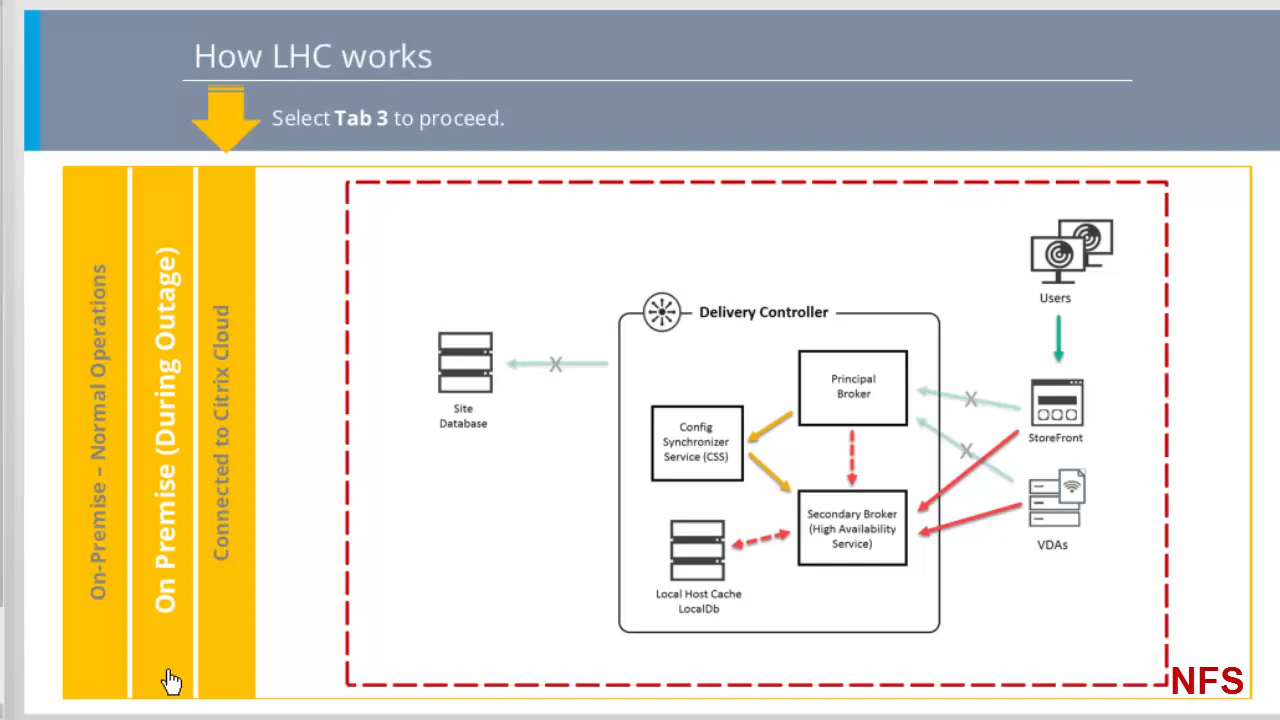 How LHC works
Select Tab 3 to proceed.
On-Premise – Normal Operations
On Premise (During Outage)
Connected to Citrix Cloud
Users
Delivery Controller
X
Site
Database
Principal
Broker
X
StoreFront
Config
Synchronizer
Service (CSS)
X
VDAs
Secondary Broker
(High Availability
Service)
Local Host Cache
LocalDb
NFS